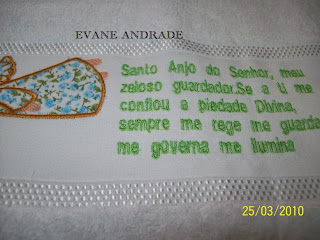 EVANE ANDRADE
Santo Anjo do Senhor, meu
zeloso guardador.Se a ti me
confiou a piedade Divina,
sempre me rege me guarda
me governa me ilumina
25/03/2010